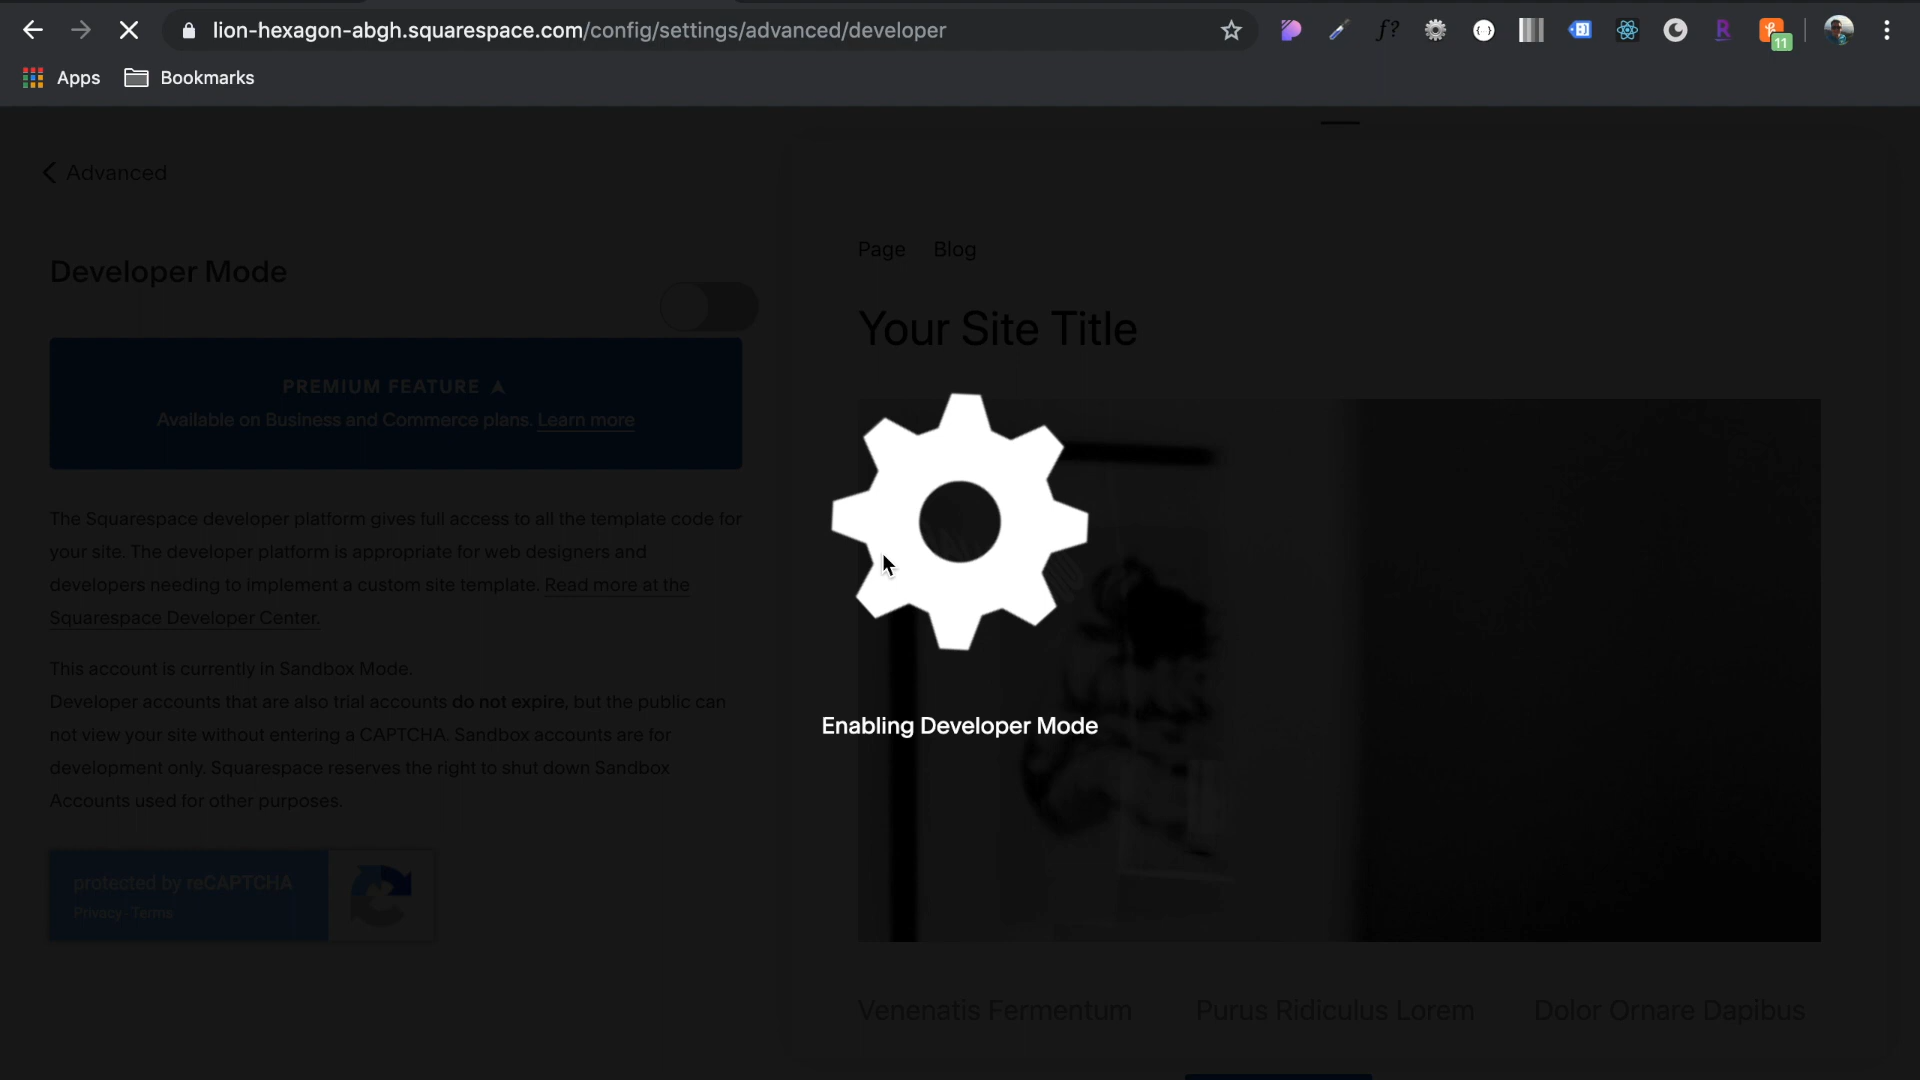 lion-hexagon-abgh.squarespace.com/config/settings/advanced/developer
f?
R
11
Apps
Bookmarks
Advanced
Page
Blog
Developer Mode
Your Site Title
PREMIUM FEATURE
Available on Business and Commerce plans. Learn more
The Squarespace developer platform gives full access to all the template code for
your site. The developer platform is appropriate for web designers and
developers needing to implement a custom site template. Read more at the
Squarespace Developer Center.
This account is currently in Sandbox Mode.
Developer accounts that are also trial accounts do not expire, but the public can
not view your site without entering a CAPTCHA. Sandbox accounts are for
development only. Squarespace reserves the right to shut down Sandbox
Accounts used for other purposes.
Enabling Developer Mode
protected by reCAPTCHA
Privacy - Terms
Venenatis Fermentum
Purus Ridiculus Lorem
Dolor Ornare Dapibus